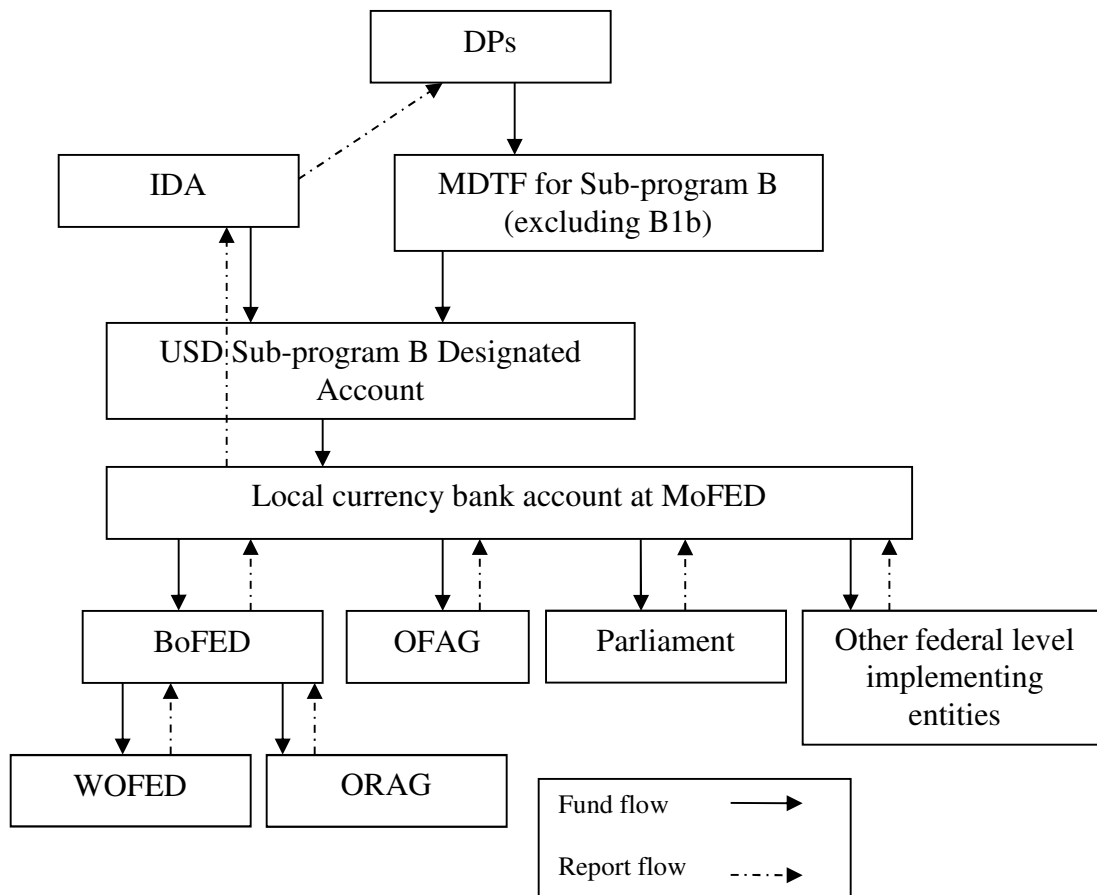 DPs
IDA
MDTF for Sub-program B
(excluding B1b)
USD Sub-program B Designated
Account
Local currency bank account at MoFED
BoFED
OFAG
Parliament
Other federal level
implementing
entities
WOFED
ORAG
Fund flow
Report flow